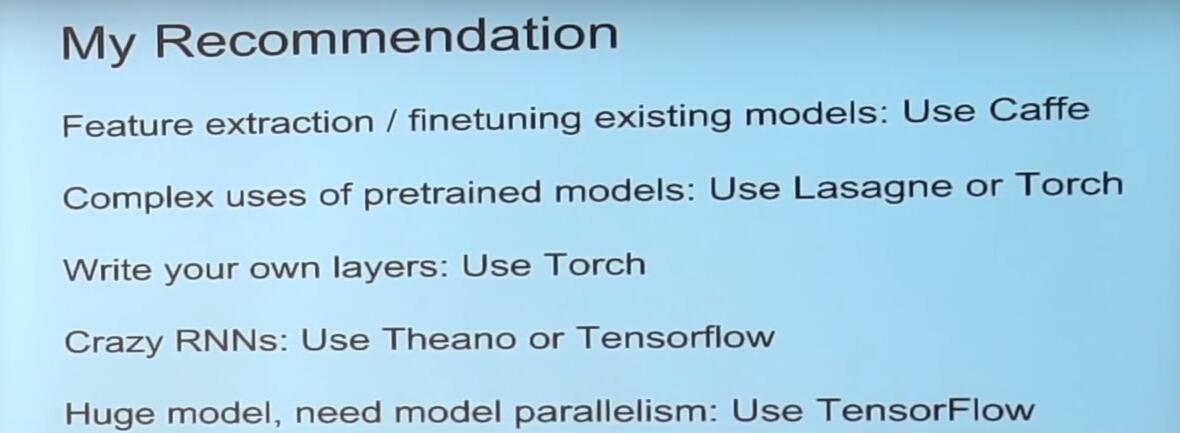 My Recommendation
Feature extraction / finetuning existing models: Use Caffe
Complex uses of pretrained models: Use Lasagne or Torch
Write your own layers: Use Torch
Crazy RNNs: Use Theano or Tensorflow
Huge model, need model parallelism: Use TensorFlow